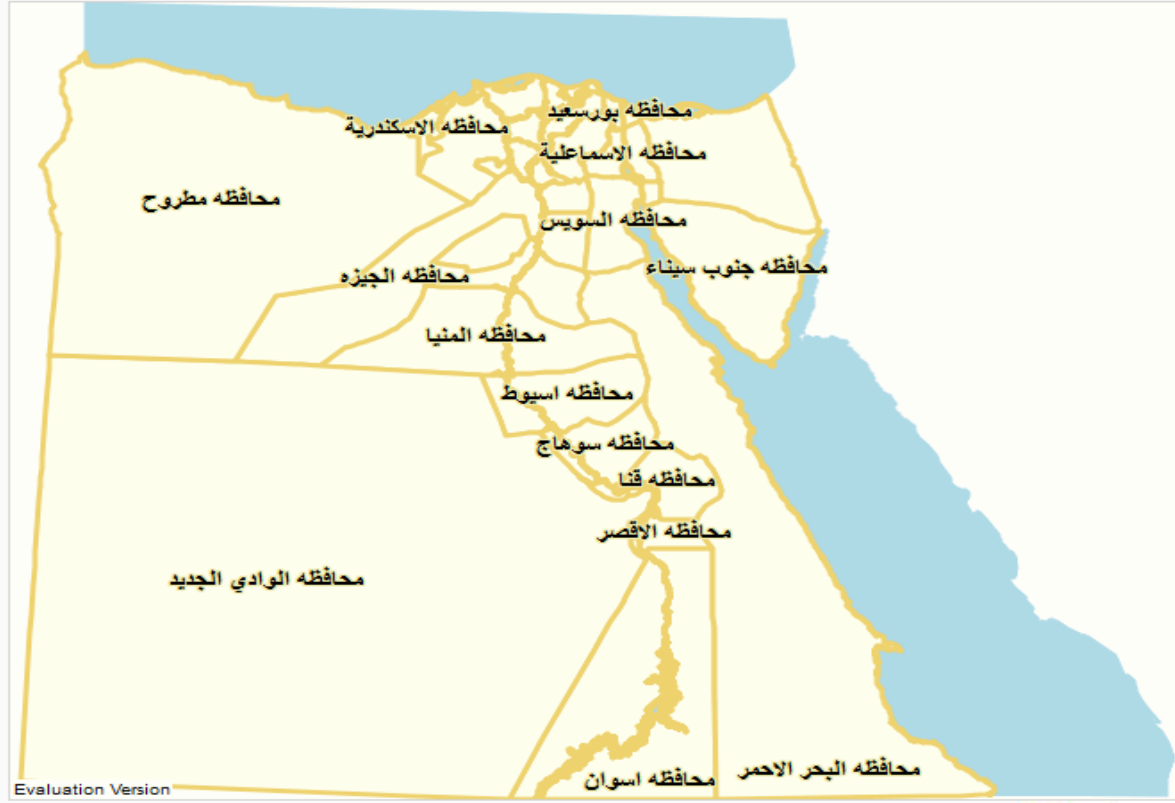 محافظه بورسعيد
محافظه الاسكندرية
محافظه الاسماعلية
محافظه مطروح
محافظه السويس
محافظه جنوب سيناء
محافظه الجيزه
محافظه المنيا
محافظه اسيوط
محافظه سوهاج
محافظه قنا
محافظه الاقصر
محافظه الوادي الجديد
محافظه البحر الاحمر
محافظه اسوان
Evaluation Version